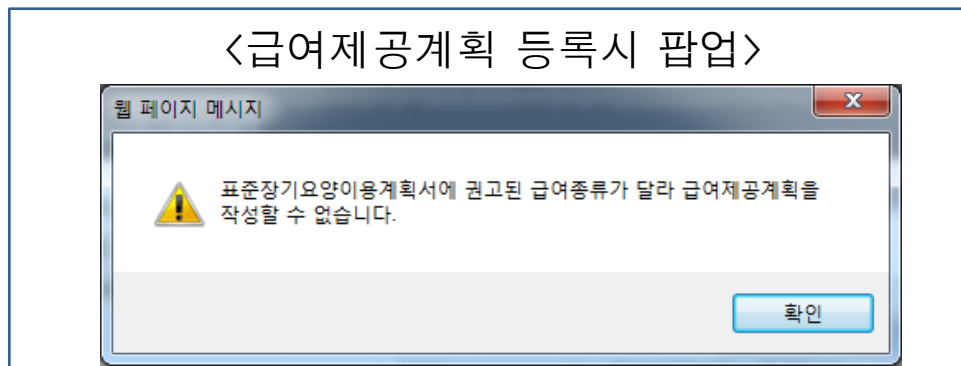 <급여제공계획 등록시 팝업>
웹 페이지 메시지
표준장기요양이용계획서에 권고된 급여종류가 달라 급여제공계획을
작성할 수 없습니다.
확인